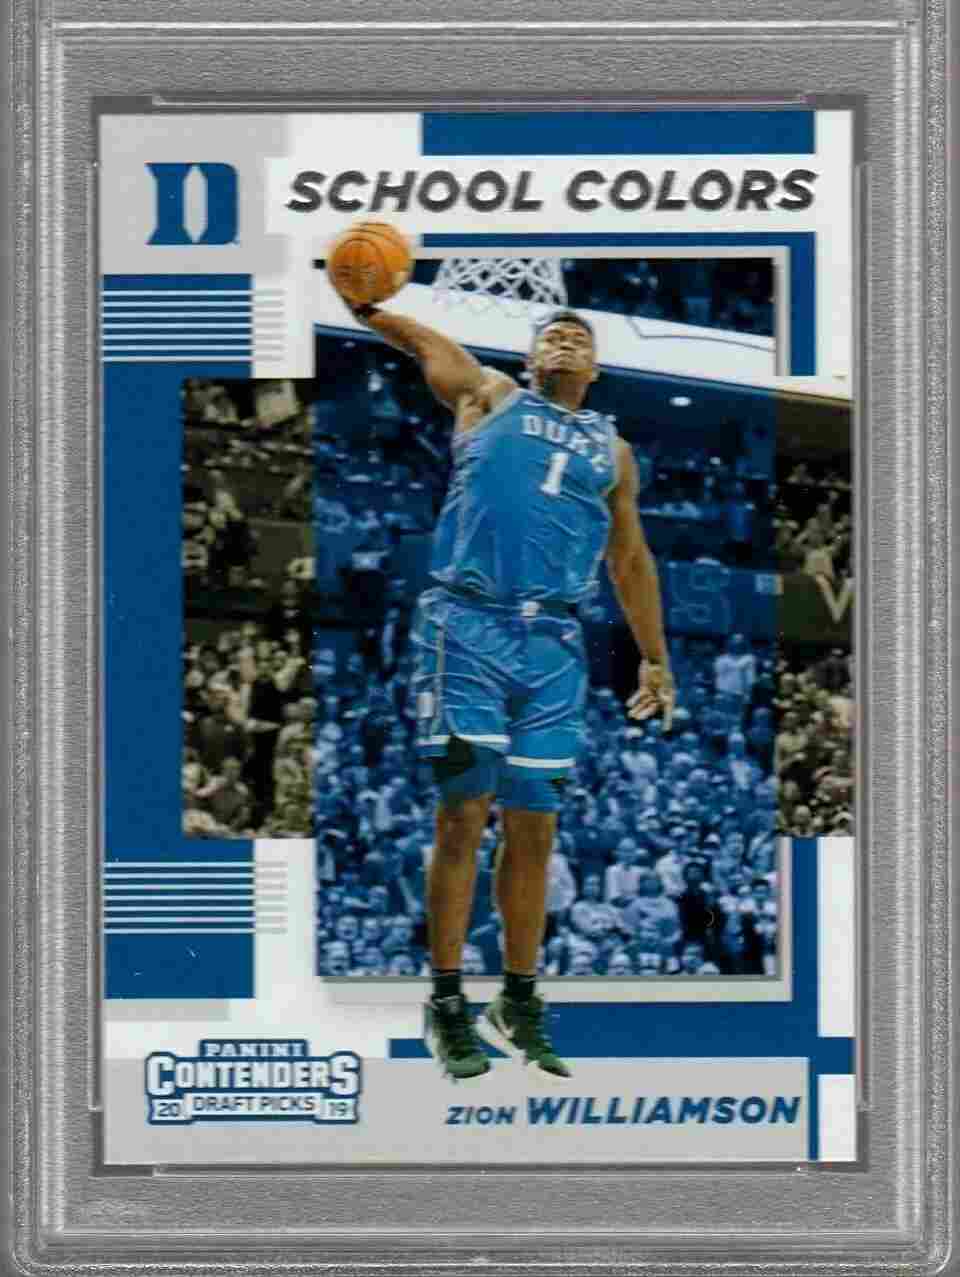 D
SCHOOL COLORS
DUKE
1
PANINI
CONTENDERS
20 DRAFT PICKS 19
ZION WILLIAMSON